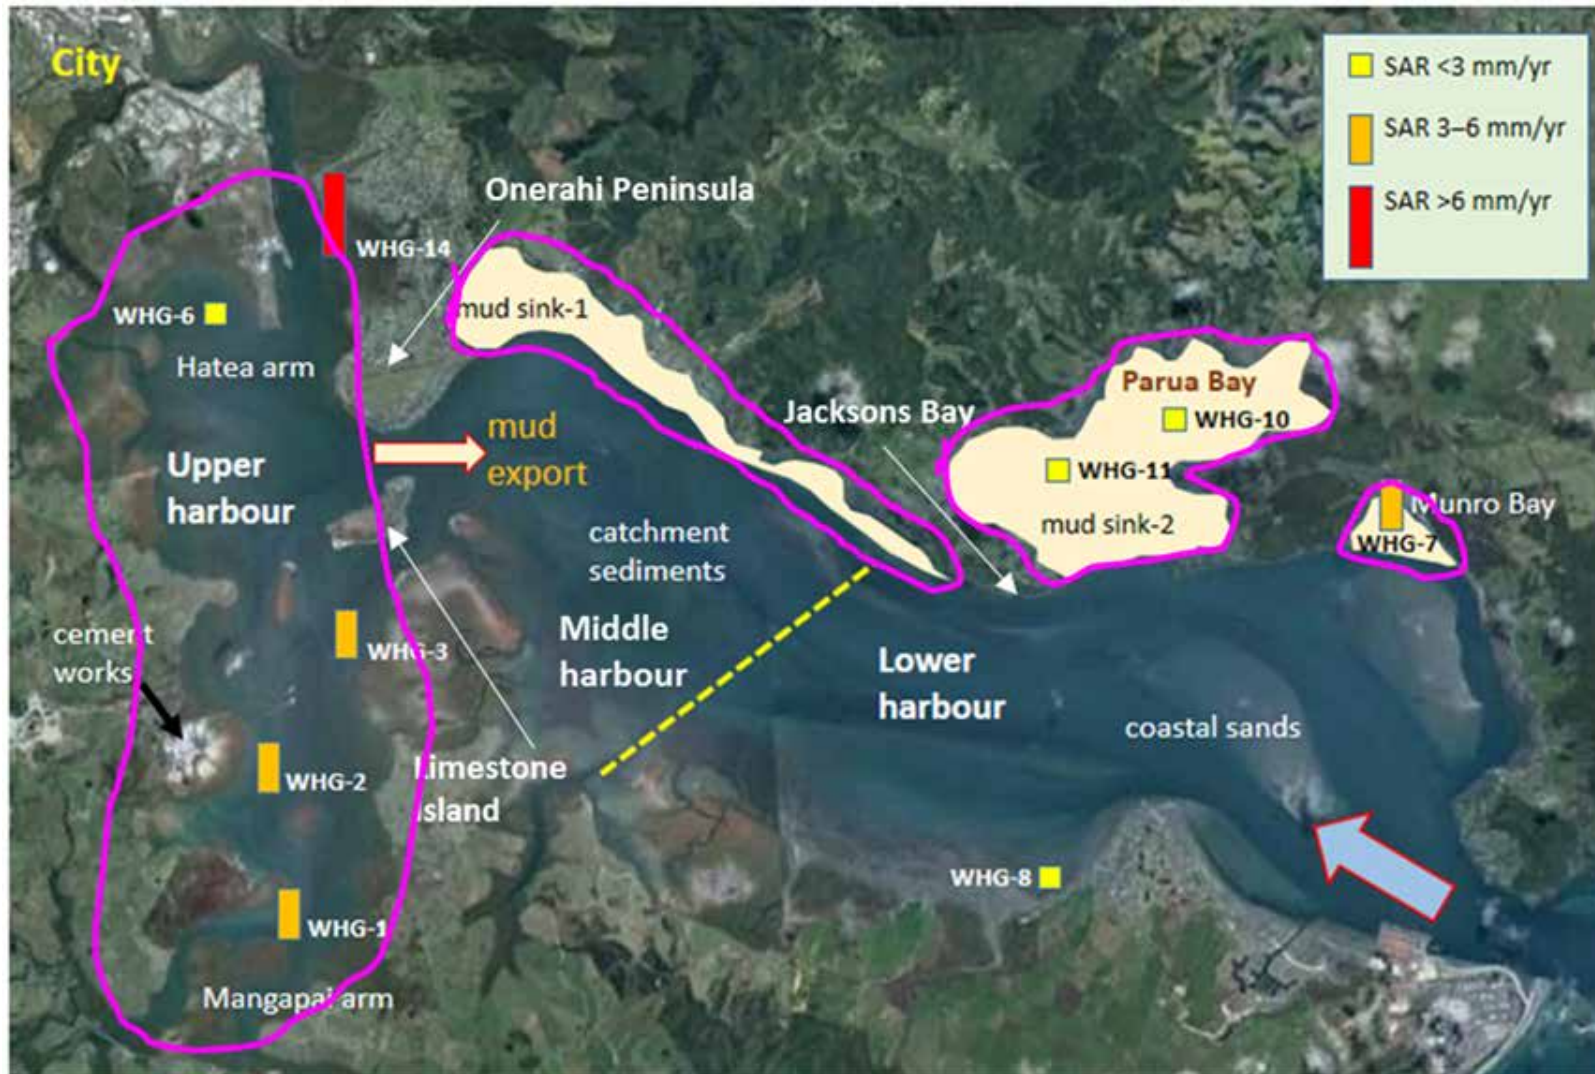 City
SAR <3 mm/yr
SAR 3–6 mm/yr
SAR >6 mm/yr
Onerahi Peninsula
WHG-14
mud sink-1
WHG-6
Hatea arm
Parua Bay
Jacksons Bay
WHG-10
mud
export
Upper
harbour
WHG-11
mud sink-2
Munro Bay
WHG-7
catchment
sediments
cement
works
WHG-3
Middle
harbour
Lower
harbour
coastal sands
WHG-2
Limestone
island
WHG-8
WHG-1
Mangapai arm